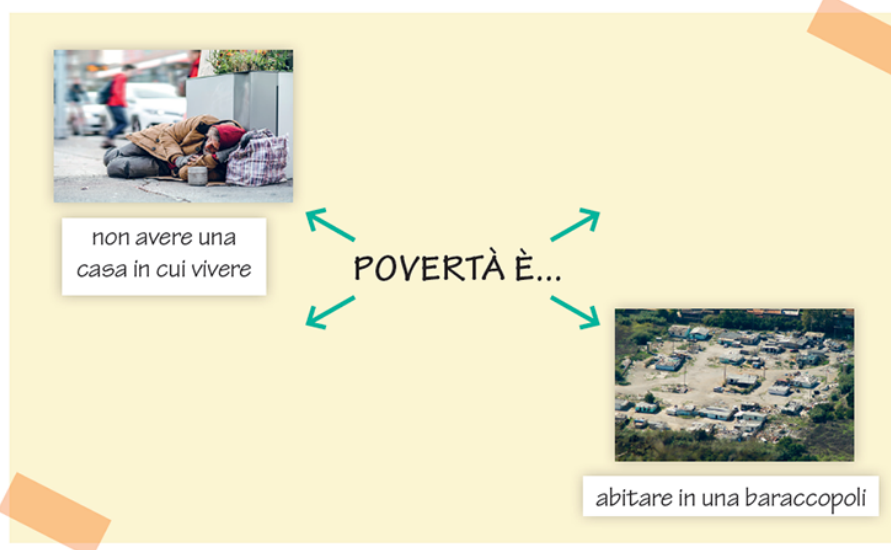 non avere una
casa in cui vivere
POVERTÀ È...
abitare in una baraccopoli